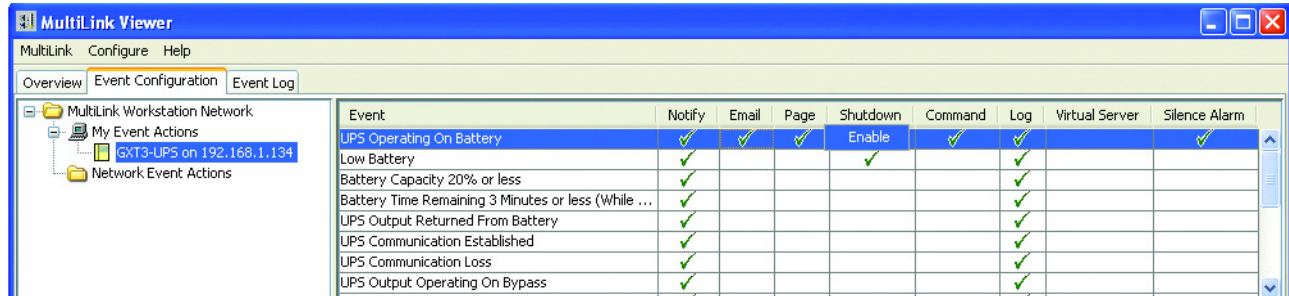 MultiLink Viewer
MultiLink Configure Help
Overview Event Configuration Event Log
MultiLink Workstation Network
My Event Actions
GXT3-UPS on 192.168.1.134
Network Event Actions
Event Notify Email Page Shutdown Command Log Virtual Server Silence Alarm
UPS Operating On Battery Enable
Low Battery
Battery Capacity 20% or less
Battery Time Remaining 3 Minutes or less (While ...
UPS Output Returned From Battery
UPS Communication Established
UPS Communication Loss
UPS Output Operating On Bypass